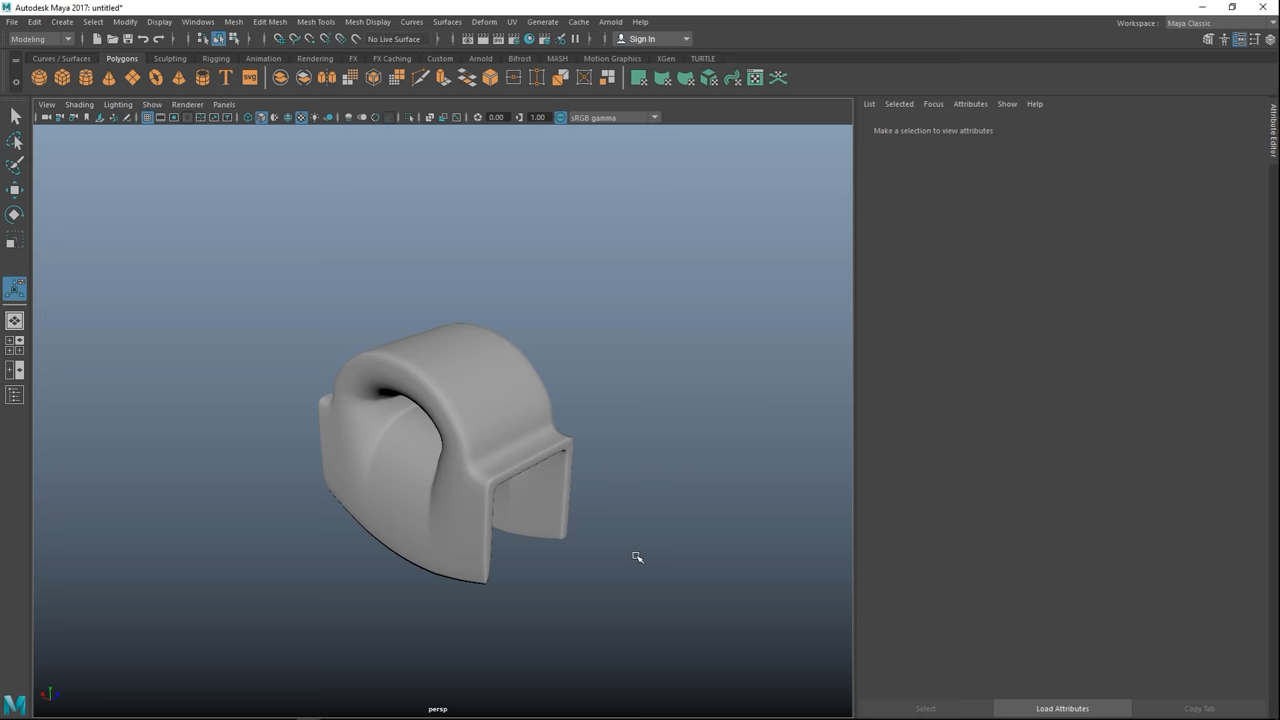 Autodesk Maya 2017: untitled*
File Edit Create Select Modify Display Windows Mesh Edit Mesh Mesh Tools Mesh Display Curves Surfaces Deform UV Generate Cache Arnold Help
Workspace : Maya Classic
Modeling No Live Surface Sign In
Curves / Surfaces Polygons Sculpting Rigging Animation Rendering FX FX Caching Custom Arnold Bifrost MASH Motion Graphics XGen TURTLE
T SVG
View Shading Lighting Show Renderer Panels
List Selected Focus Attributes Show Help
0.00 1.00 sRGB gamma
Make a selection to view attributes
Attribute Editor
persp
Select Load Attributes Copy Tab